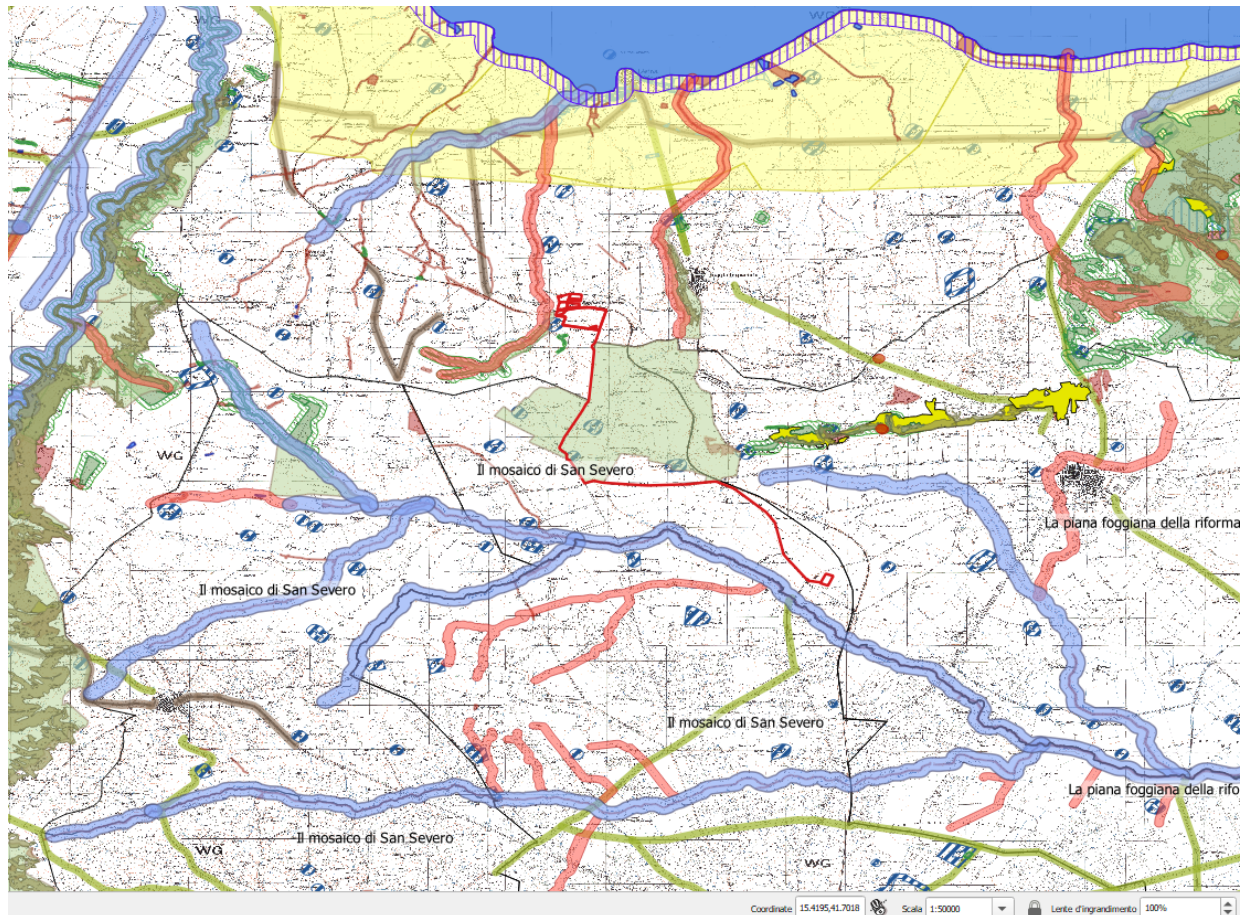 WG
WG
WG
Il mosaico di San Severo
La piana foggiana della riforma
Il mosaico di San Severo
Il mosaico di San Severo
La piana foggiana della rifo
Il mosaico di San Severo
WG
WG
Coordinate 15.4195,41.7018 Scala 1:50000 Lente d'ingrandimento 100%